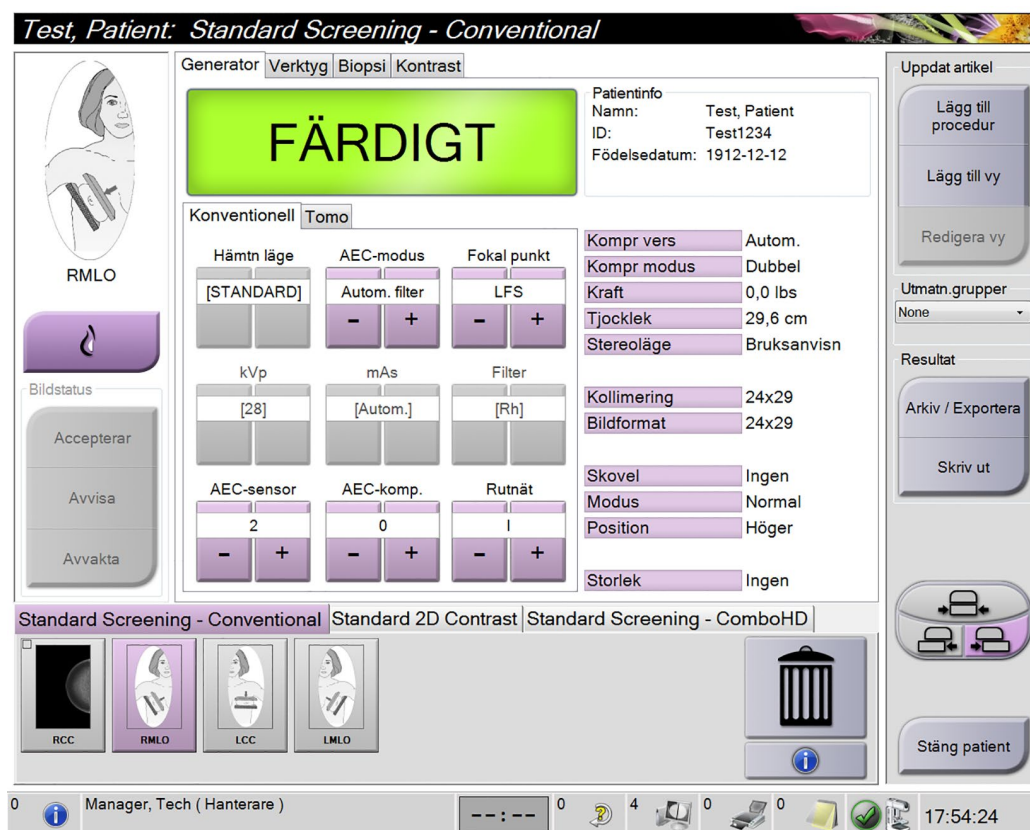 Test, Patient: Standard Screening - Conventional
Generator Verktyg Biopsi Kontrast
FÄRDIGT
Patientinfo
Namn: Test, Patient
ID: Test1234
Födelsedatum: 1912-12-12
RMLO
Bildstatus
Accepterar
Avvisa
Avvakta
Konventionell Tomo
Hämtn läge AEC-modus Fokal punkt
[STANDARD] Autom. filter LFS
- + - +
kVp mAs Filter
[28] [Autom.] [Rh]
AEC-sensor AEC-komp. Rutnät
2 0 I
- + - + - +
Kompr vers Autom.
Kompr modus Dubbel
Kraft 0,0 lbs
Tjocklek 29,6 cm
Stereoläge Bruksanvisn
Kollimering 24x29
Bildformat 24x29
Skovel Ingen
Modus Normal
Position Höger
Storlek Ingen
Uppdat artikel
Lägg till
procedur
Lägg till vy
Redigera vy
Utmatn.grupper
None
Resultat
Arkiv / Exportera
Skriv ut
Stäng patient
Standard Screening - Conventional Standard 2D Contrast Standard Screening - ComboHD
RCC RMLO LCC LMLO
0 Manager, Tech ( Hanterare ) --:-- 0 4 0 0 17:54:24